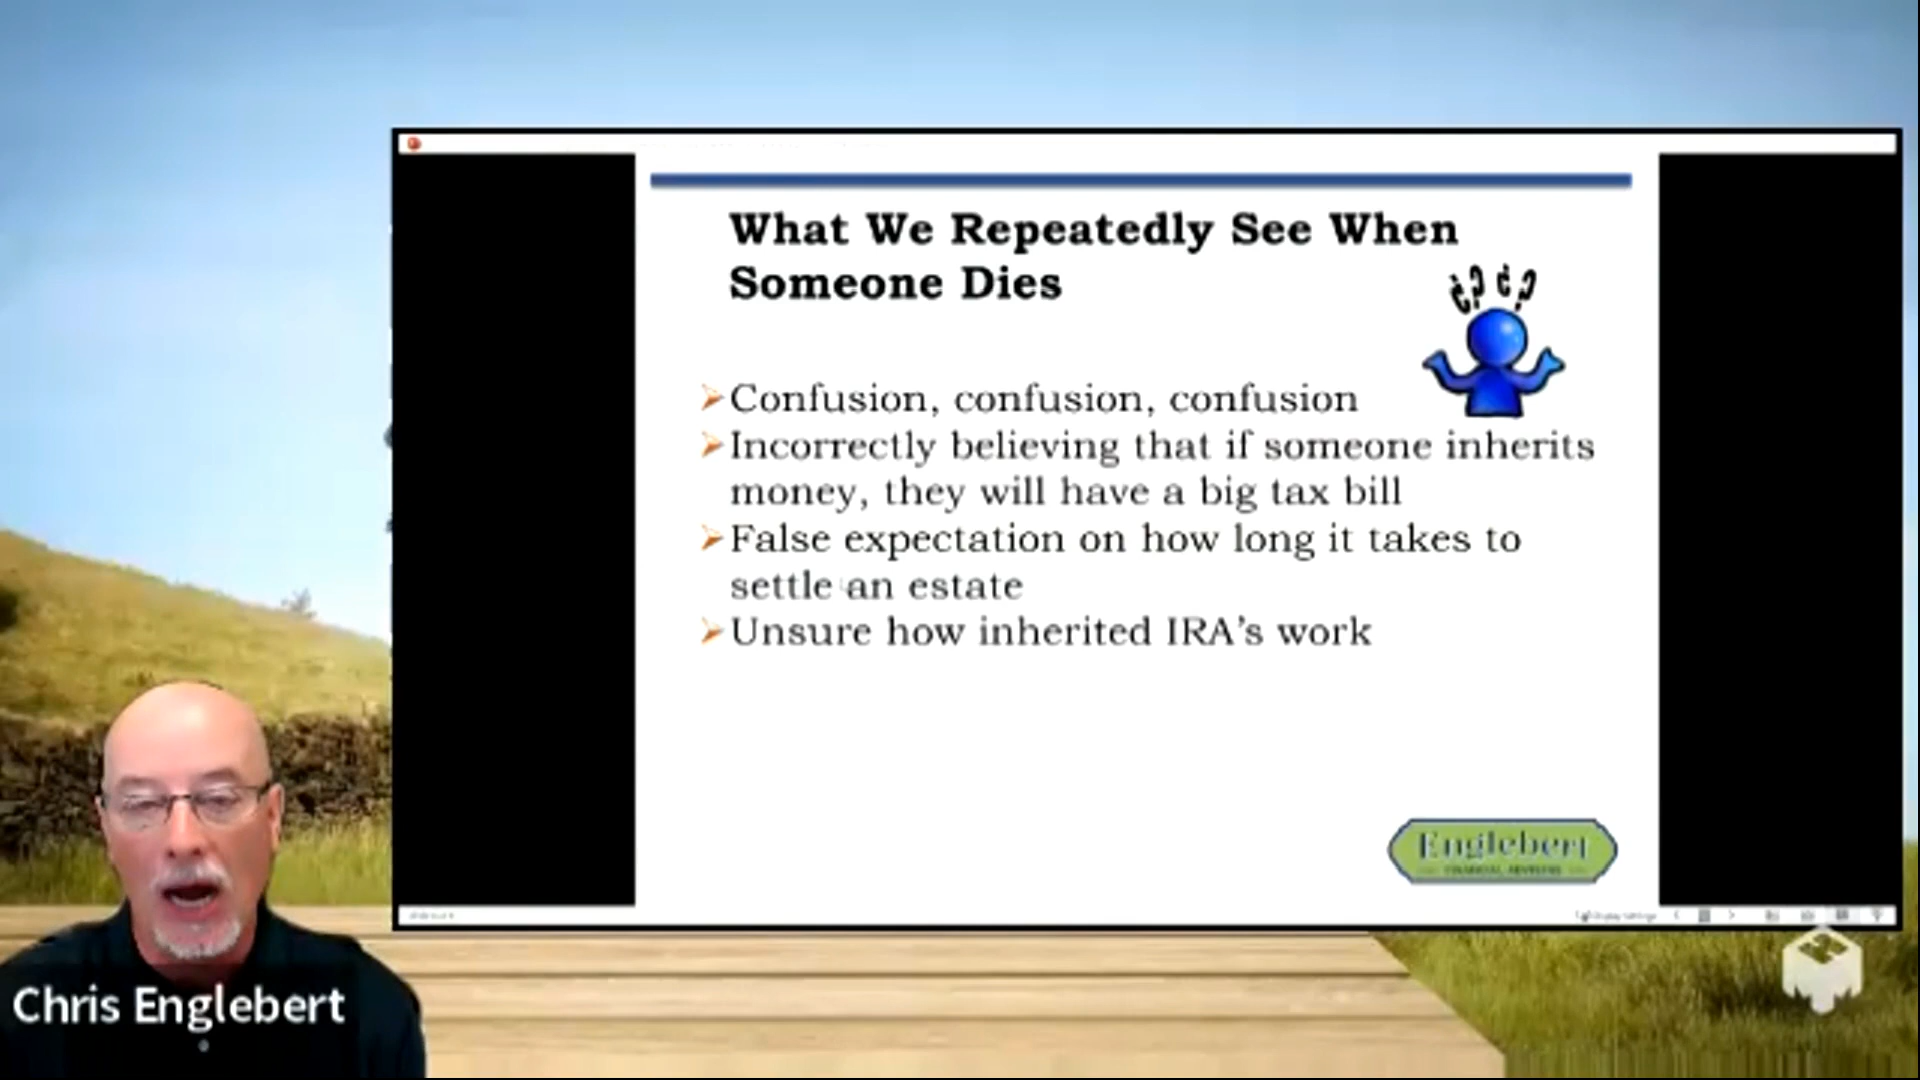 What We Repeatedly See When
Someone Dies
¿? ¿?
Confusion, confusion, confusion
Incorrectly believing that if someone inherits
money, they will have a big tax bill
False expectation on how long it takes to
settle an estate
Unsure how inherited IRA’s work
Englebert
Chris Englebert